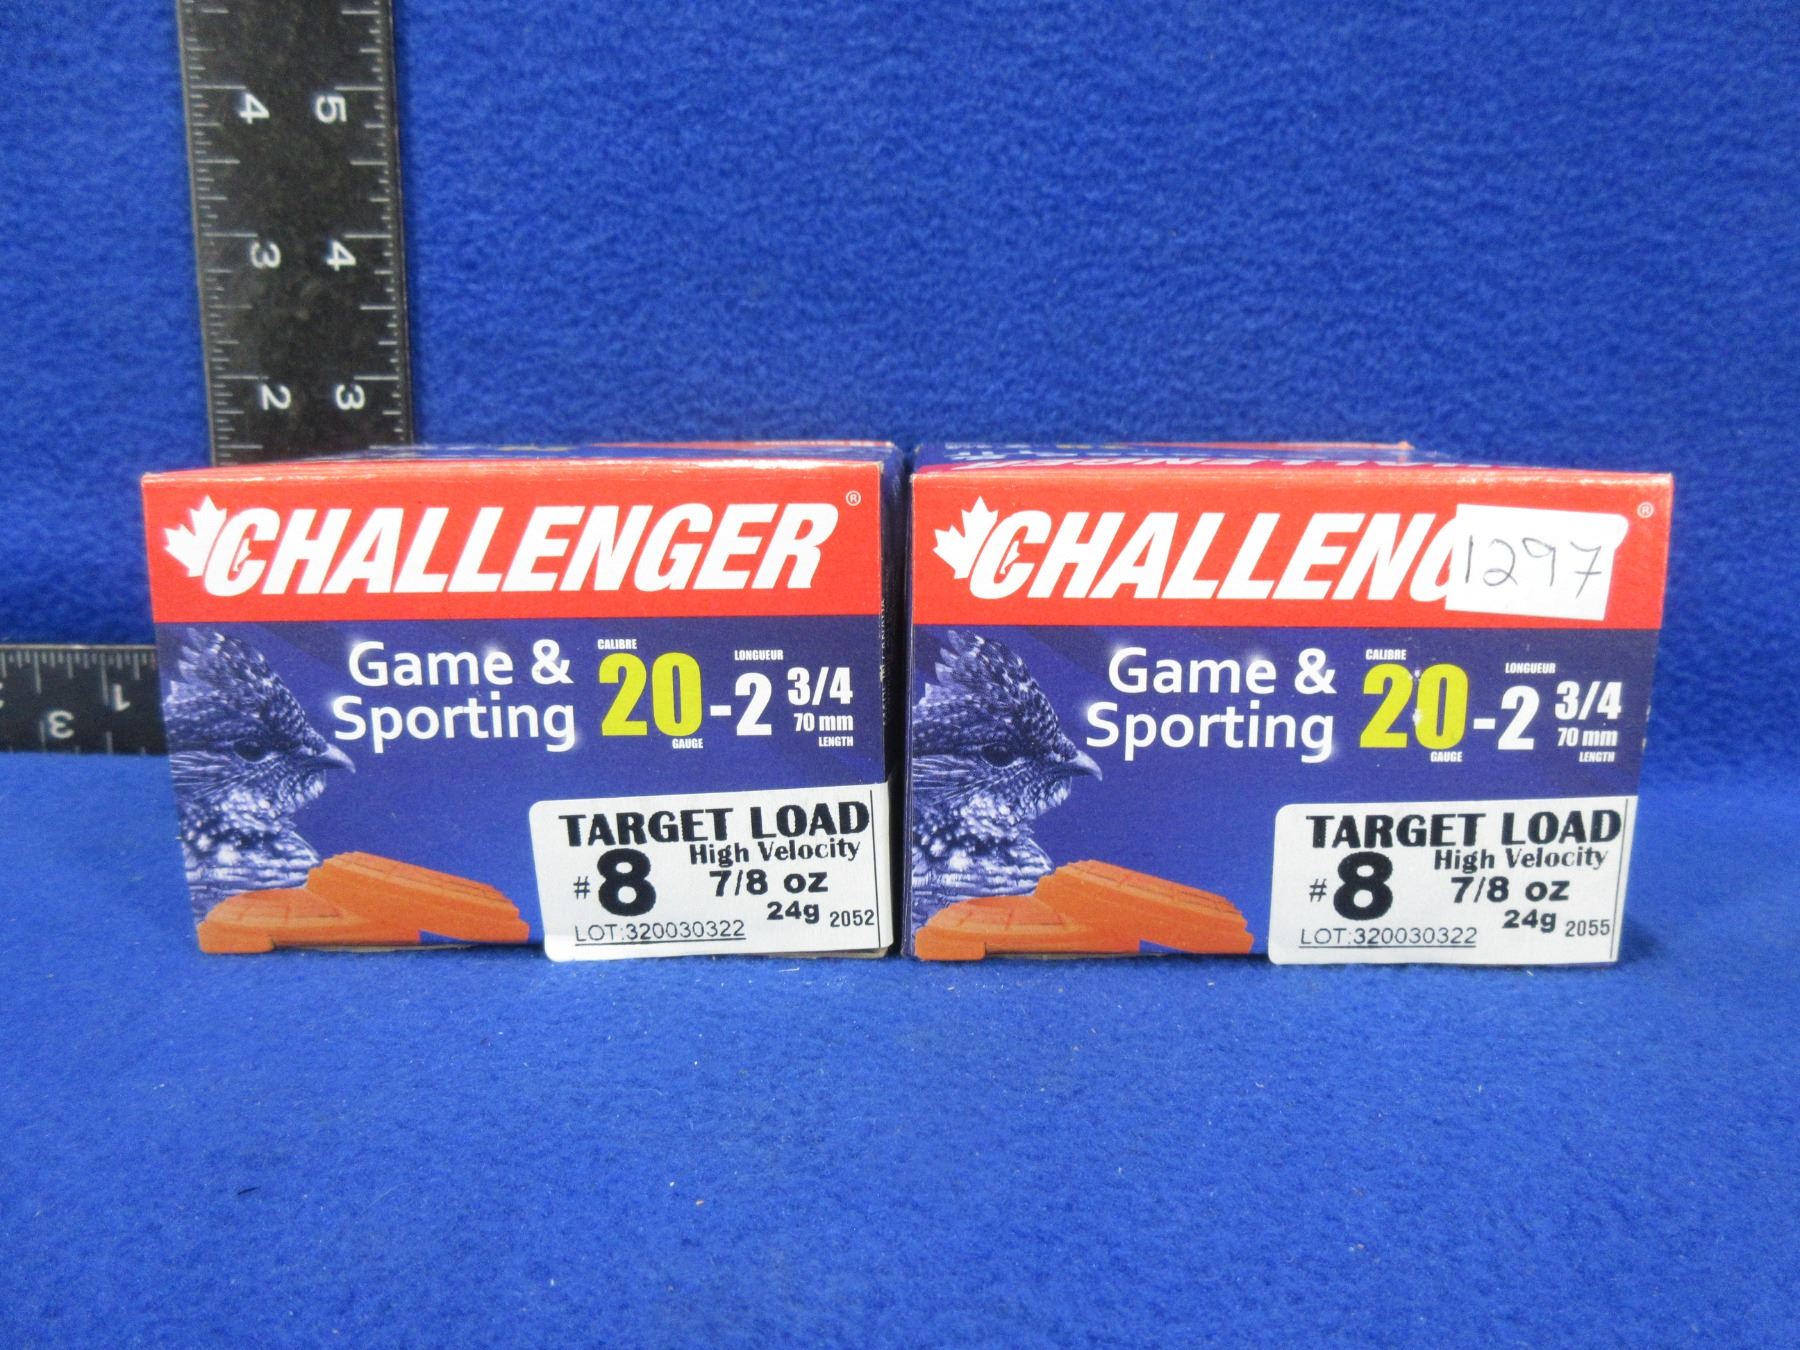 4 5
3 4
2 3
1
3
CHALLENGER®
Game &
Sporting
CALIBRE
20-2 3/4
GAUGE
LONGUEUR
70 mm
LENGTH
TARGET LOAD
High Velocity
#8 7/8 oz
24g 2052
LOT:320030322
CHALLENG ®
1297
Game &
Sporting
CALIBRE
20-2 3/4
GAUGE
LONGUEUR
70 mm
LENGTH
TARGET LOAD
High Velocity
#8 7/8 oz
24g 2055
LOT:320030322